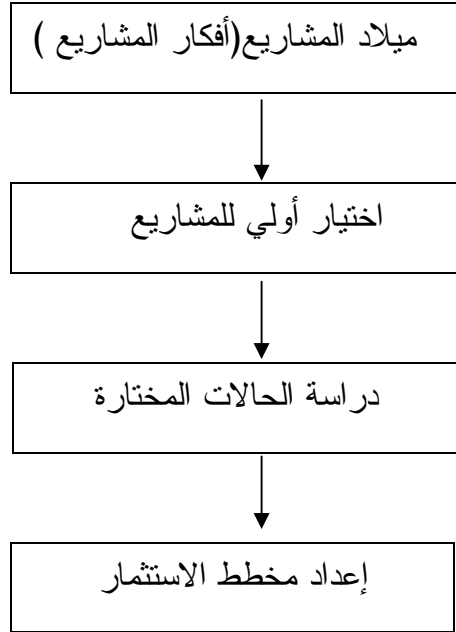 ميلاد المشاريع(أفكار المشاريع )
اختيار أولي للمشاريع
دراسة الحالات المختارة
إعداد مخطط الاستثمار